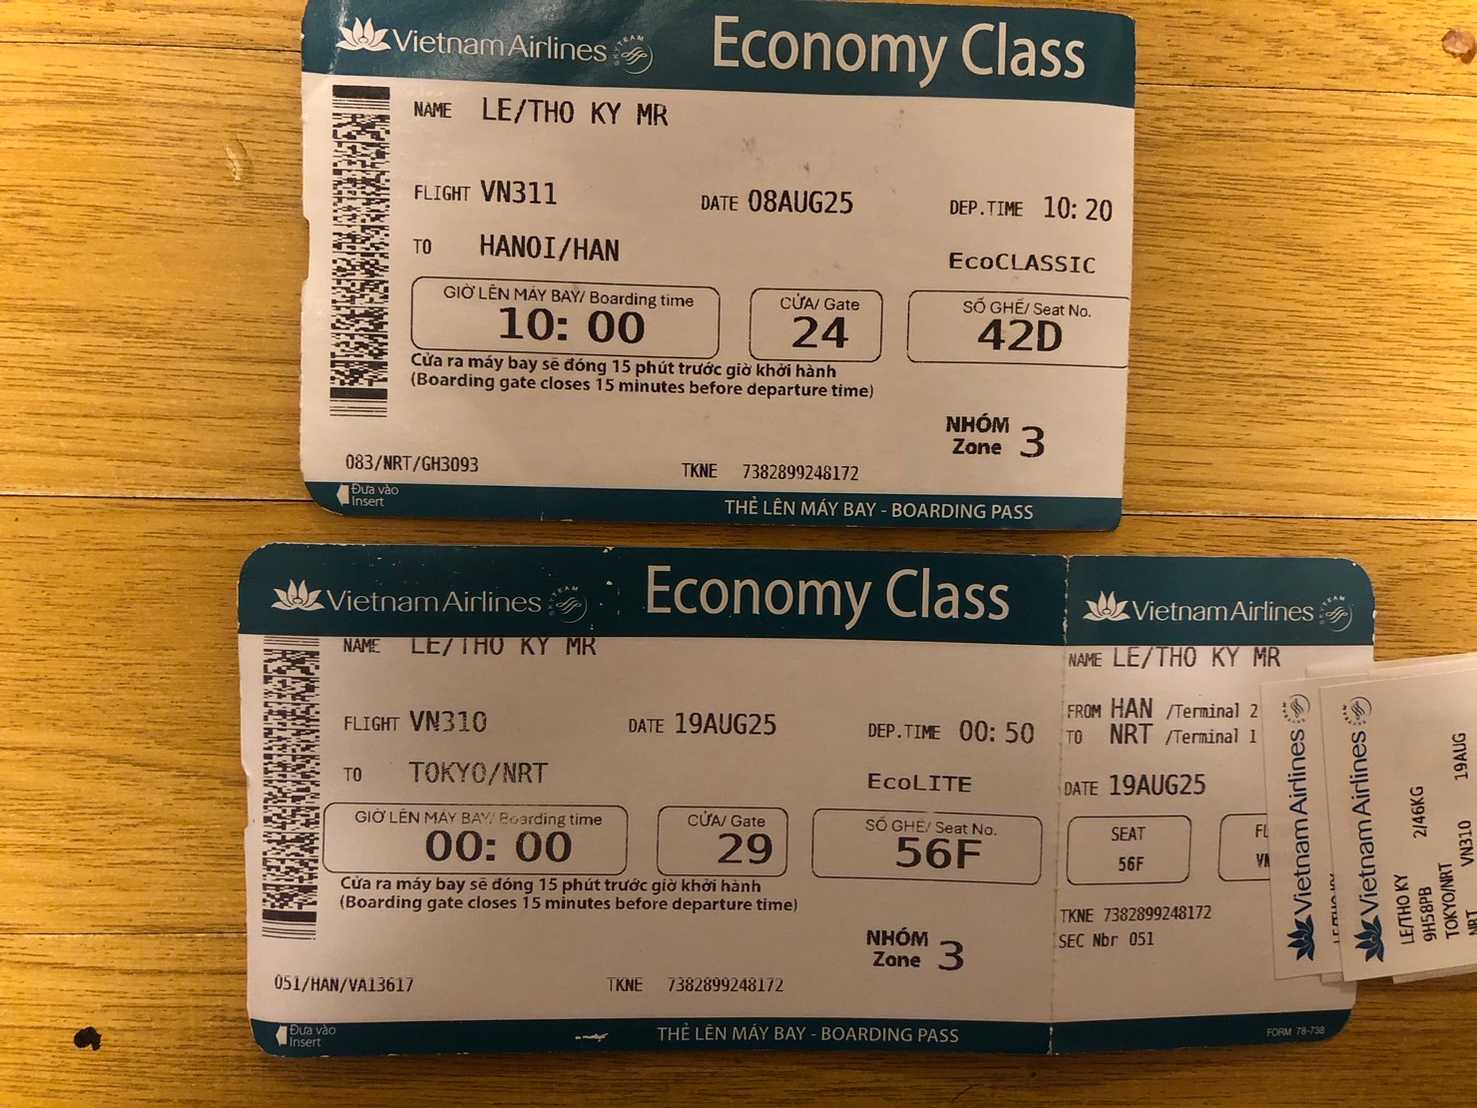 Vietnam Airlines SKYTEAM Economy Class
NAME LE/THO KY MR
FLIGHT VN311 DATE 08AUG25 DEP.TIME 10:20
TO HANOI/HAN EcoCLASSIC
GIỜ LÊN MÁY BAY/ Boarding time CỬA/ Gate SỐ GHẾ/ Seat No.
10:00 24 42D
Cửa ra máy bay sẽ đóng 15 phút trước giờ khởi hành
(Boarding gate closes 15 minutes before departure time)
NHÓM
Zone 3
083/NRT/GH3093 TKNE 7382899248172
Đưa vào
Insert
THẺ LÊN MÁY BAY - BOARDING PASS
Vietnam Airlines SKYTEAM Economy Class
NAME LE/THO KY MR
FLIGHT VN310 DATE 19AUG25 DEP.TIME 00:50
TO TOKYO/NRT EcoLITE
GIỜ LÊN MÁY BAY/ Boarding time CỬA/ Gate SỐ GHẾ/ Seat No.
00:00 29 56F
Cửa ra máy bay sẽ đóng 15 phút trước giờ khởi hành
(Boarding gate closes 15 minutes before departure time)
NHÓM
Zone 3
051/HAN/VA13617 TKNE 7382899248172
Đưa vào
Insert
THẺ LÊN MÁY BAY - BOARDING PASS
Vietnam Airlines SKYTEAM
NAME LE/THO KY MR
FROM HAN /Terminal 2
TO NRT /Terminal 1
DATE 19AUG25
SEAT
56F
TKNE 7382899248172
SEC Nbr 051
FORM 78-738
Vietnam Airlines
Vietnam Airlines
LE/THO KY 2/46KG
9H58PB
TOKYO/NRT VN310 19AUG
NRT